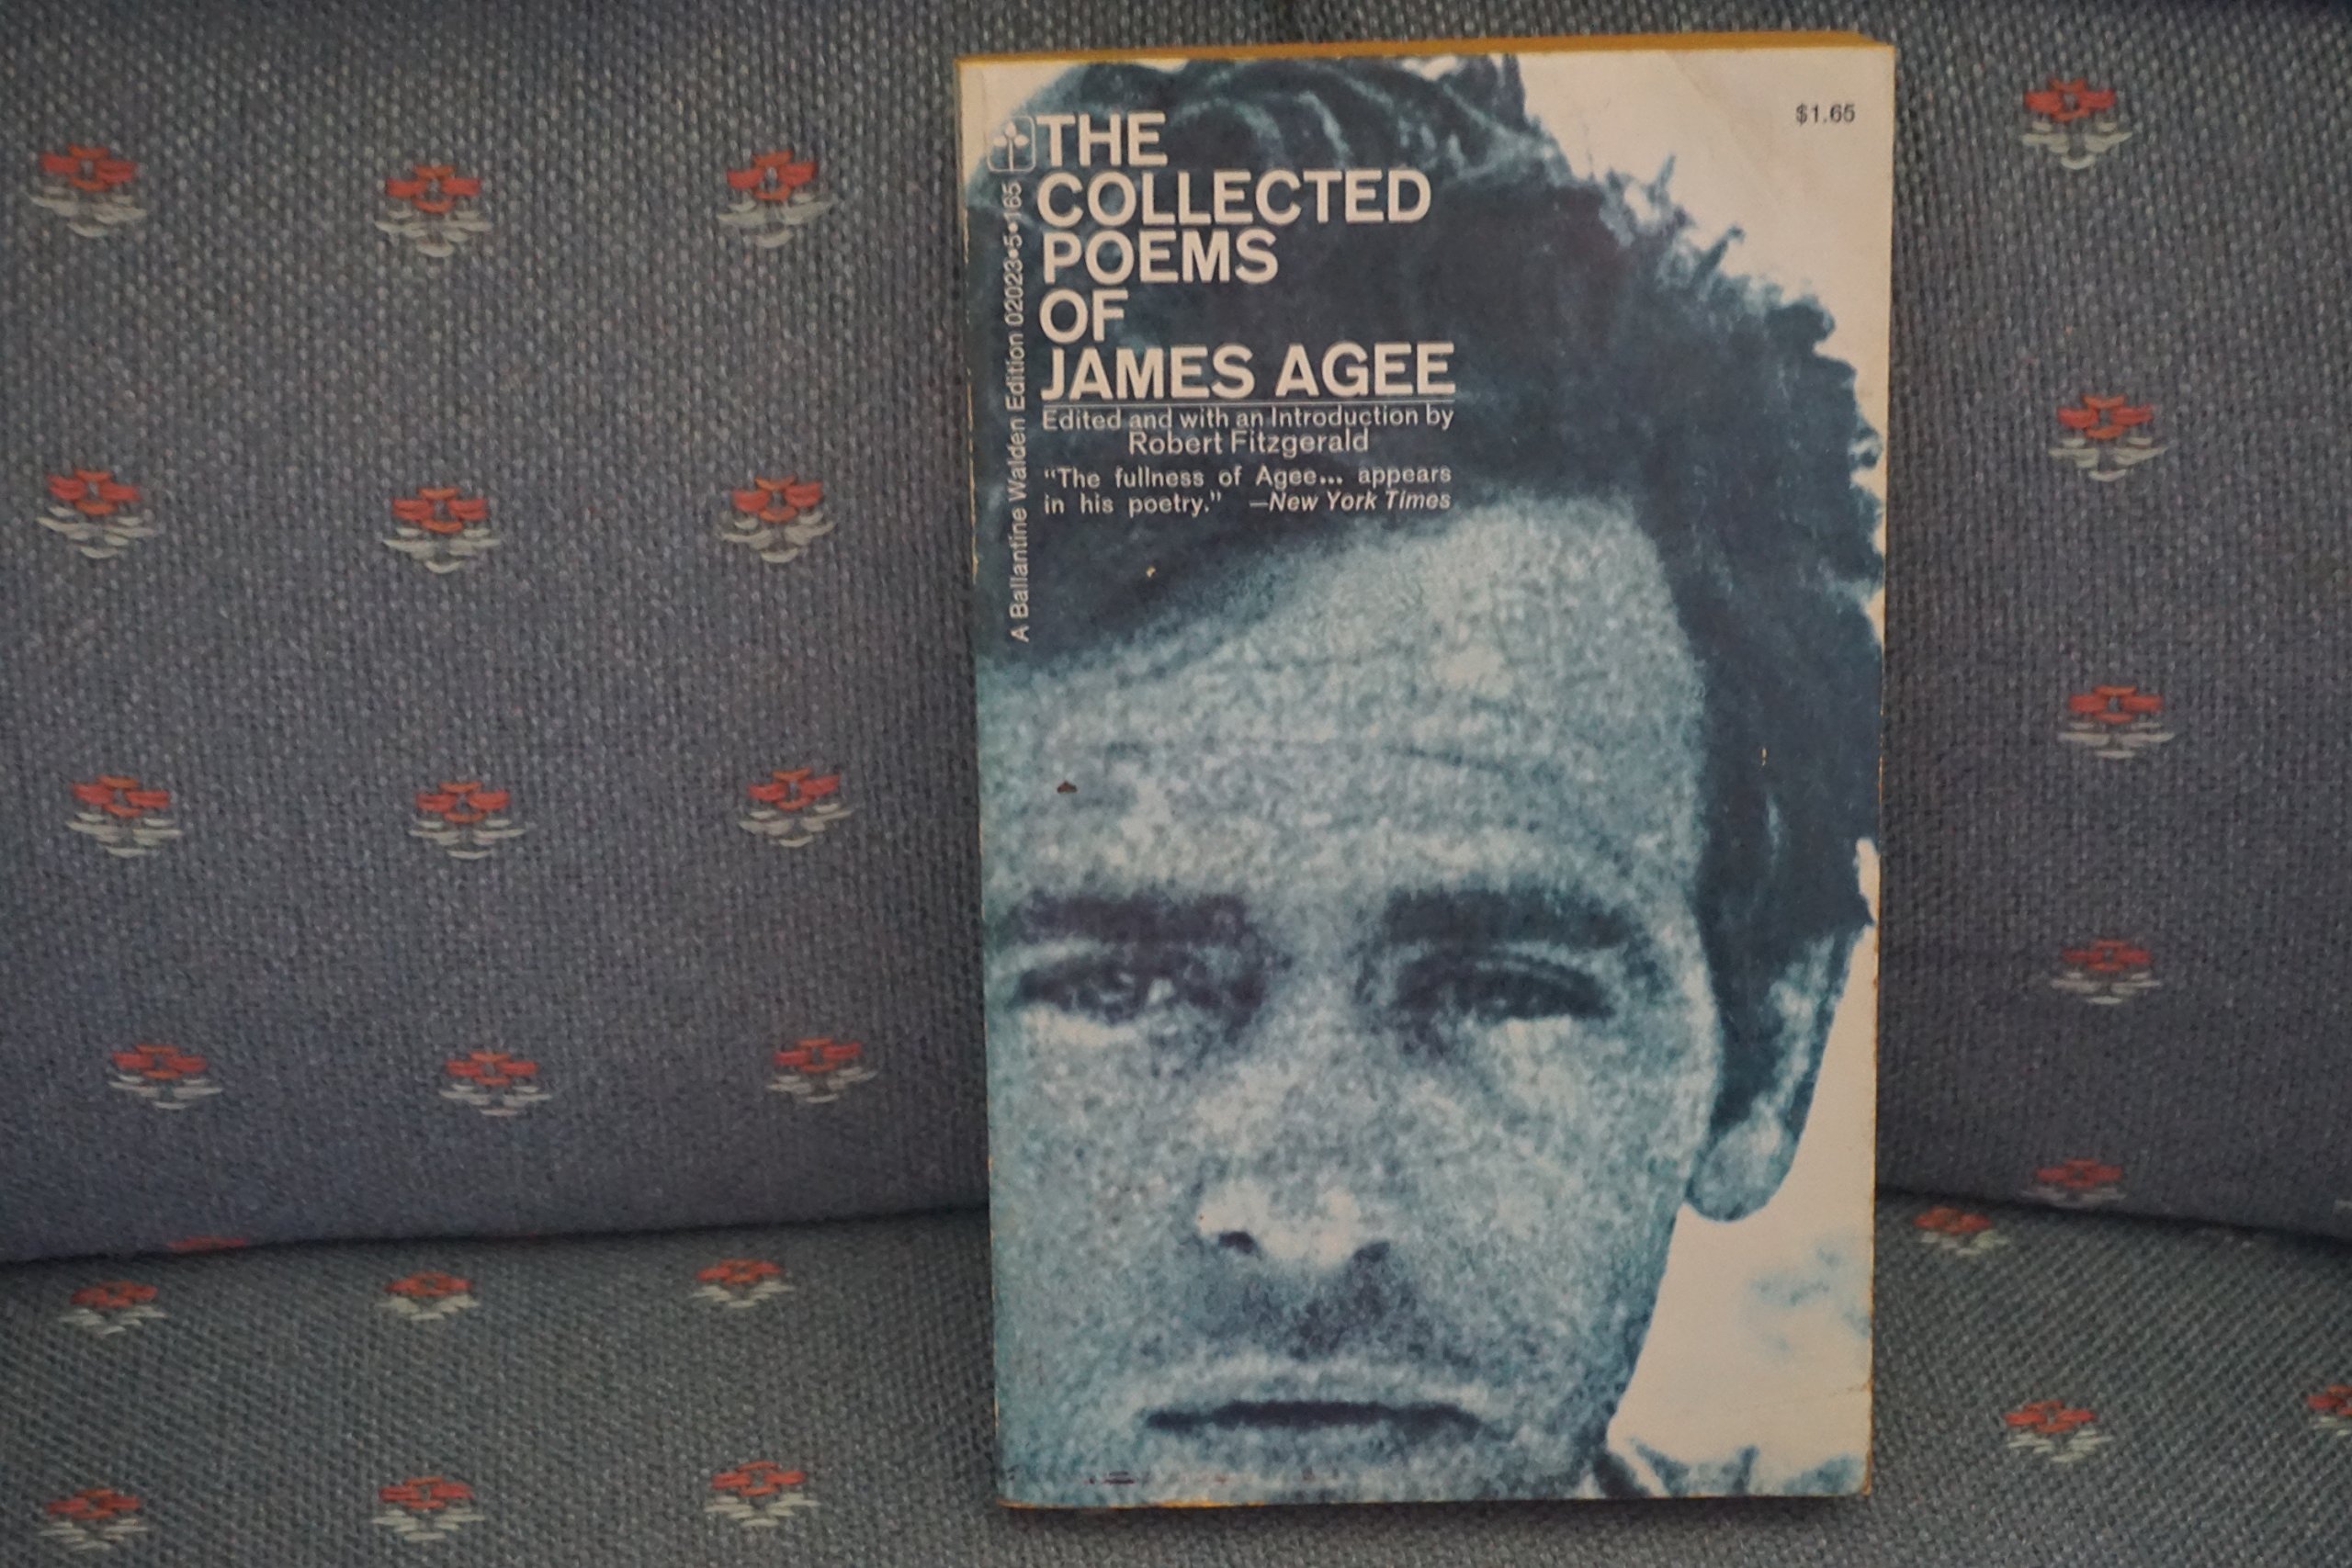 $1.65
THE
COLLECTED
POEMS
OF
JAMES AGEE
Edited and with an Introduction by
Robert Fitzgerald
“The fullness of Agee... appears
in his poetry.” —New York Times
A Ballantine Walden Edition 02023•5•165